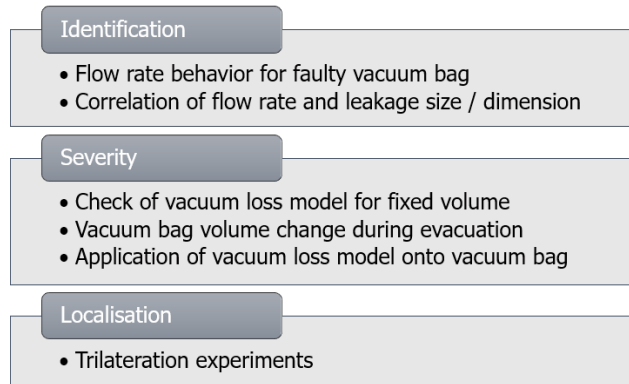 Identification
• Flow rate behavior for faulty vacuum bag
• Correlation of flow rate and leakage size / dimension
Severity
• Check of vacuum loss model for fixed volume
• Vacuum bag volume change during evacuation
• Application of vacuum loss model onto vacuum bag
Localisation
• Trilateration experiments